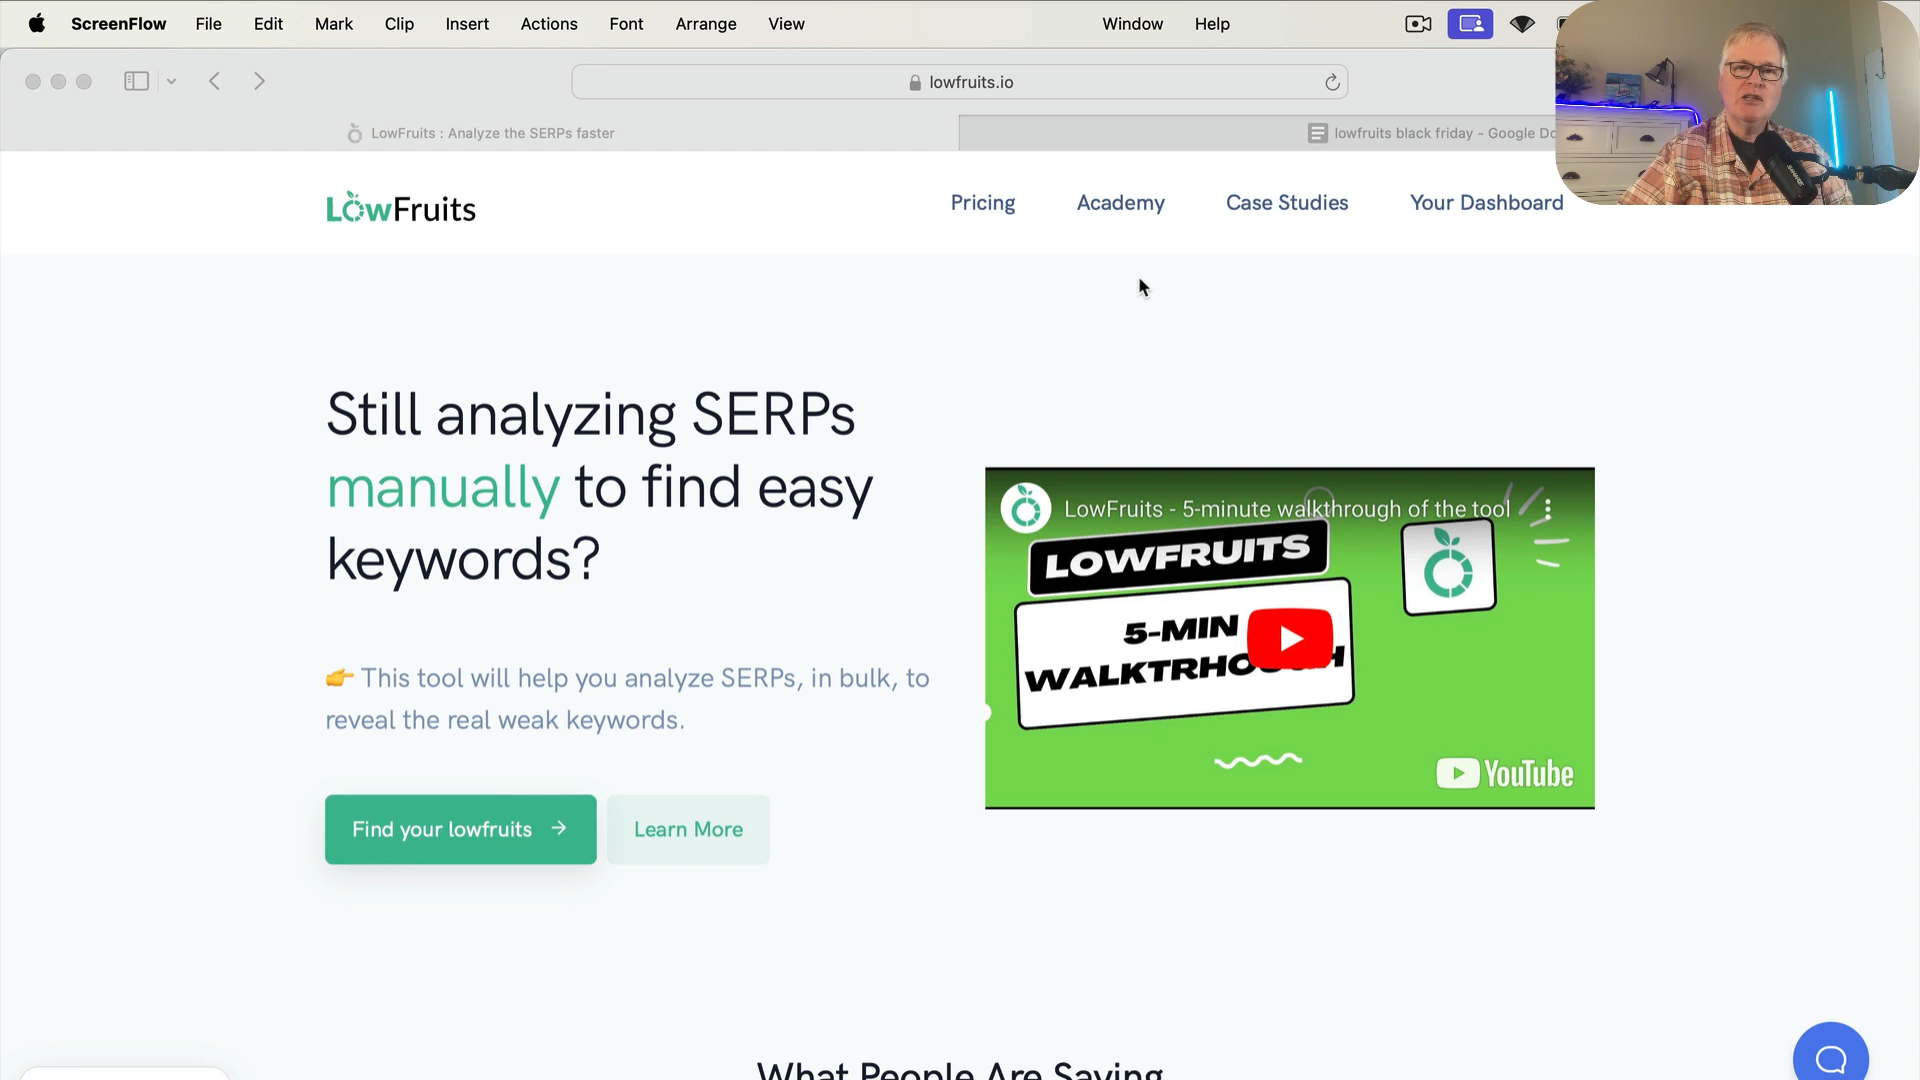 ScreenFlow File Edit Mark Clip Insert Actions Font Arrange View Window Help
lowfruits.io
LowFruits : Analyze the SERPs faster
lowfruits black friday - Google Do
LowFruits
Pricing Academy Case Studies Your Dashboard
Still analyzing SERPs
manually to find easy
keywords?
This tool will help you analyze SERPs, in bulk, to
reveal the real weak keywords.
Find your lowfruits
Learn More
LowFruits - 5-minute walkthrough of the tool
LOWFRUITS
5-MIN
WALKTRHOUGH
YouTube
What People Are Saying